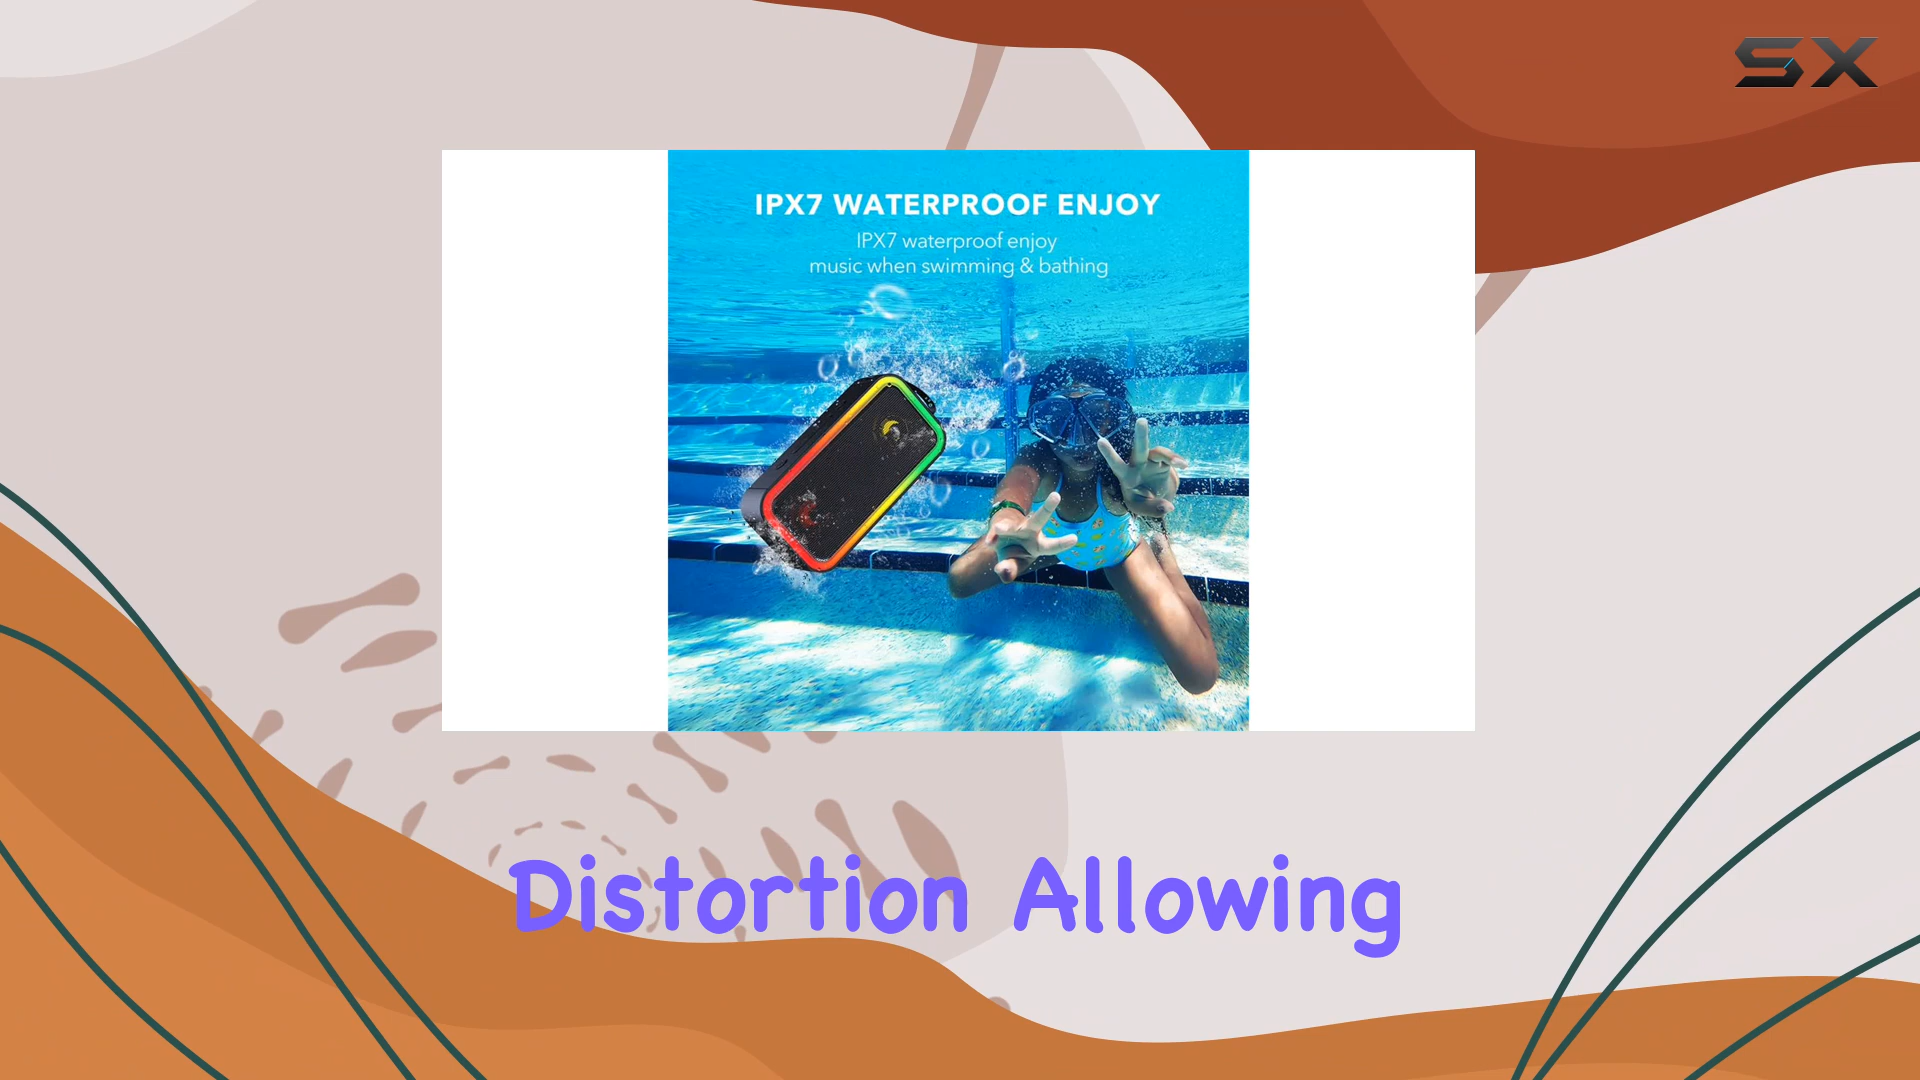 SX
IPX7 WATERPROOF ENJOY
IPX7 waterproof enjoy
music when swimming & bathing
Distortion Allowing